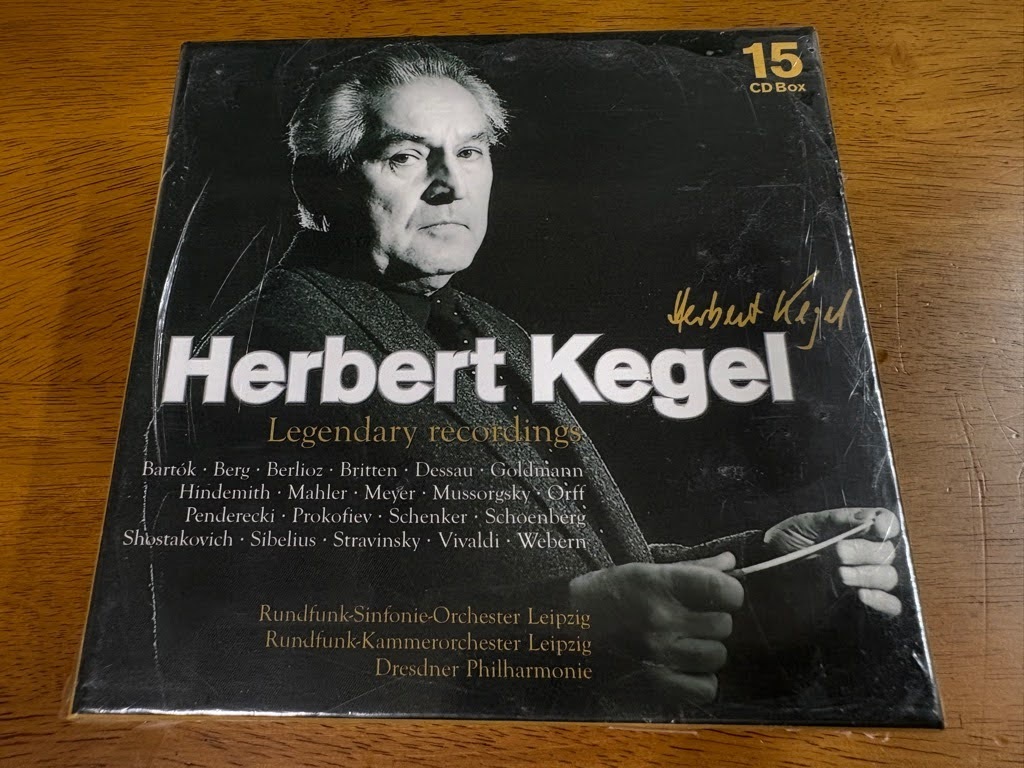 15
CD Box
Herbert Kegel
Herbert Kegel
Legendary recordings
Bartók · Berg · Berlioz · Britten · Dessau · Goldmann
Hindemith · Mahler · Meyer · Mussorgsky · Orff
Penderecki · Prokofiev · Schenker · Schoenberg
Shostakovich · Sibelius · Stravinsky · Vivaldi · Webern
Rundfunk-Sinfonie-Orchester Leipzig
Rundfunk-Kammerorchester Leipzig
Dresdner Philharmonie